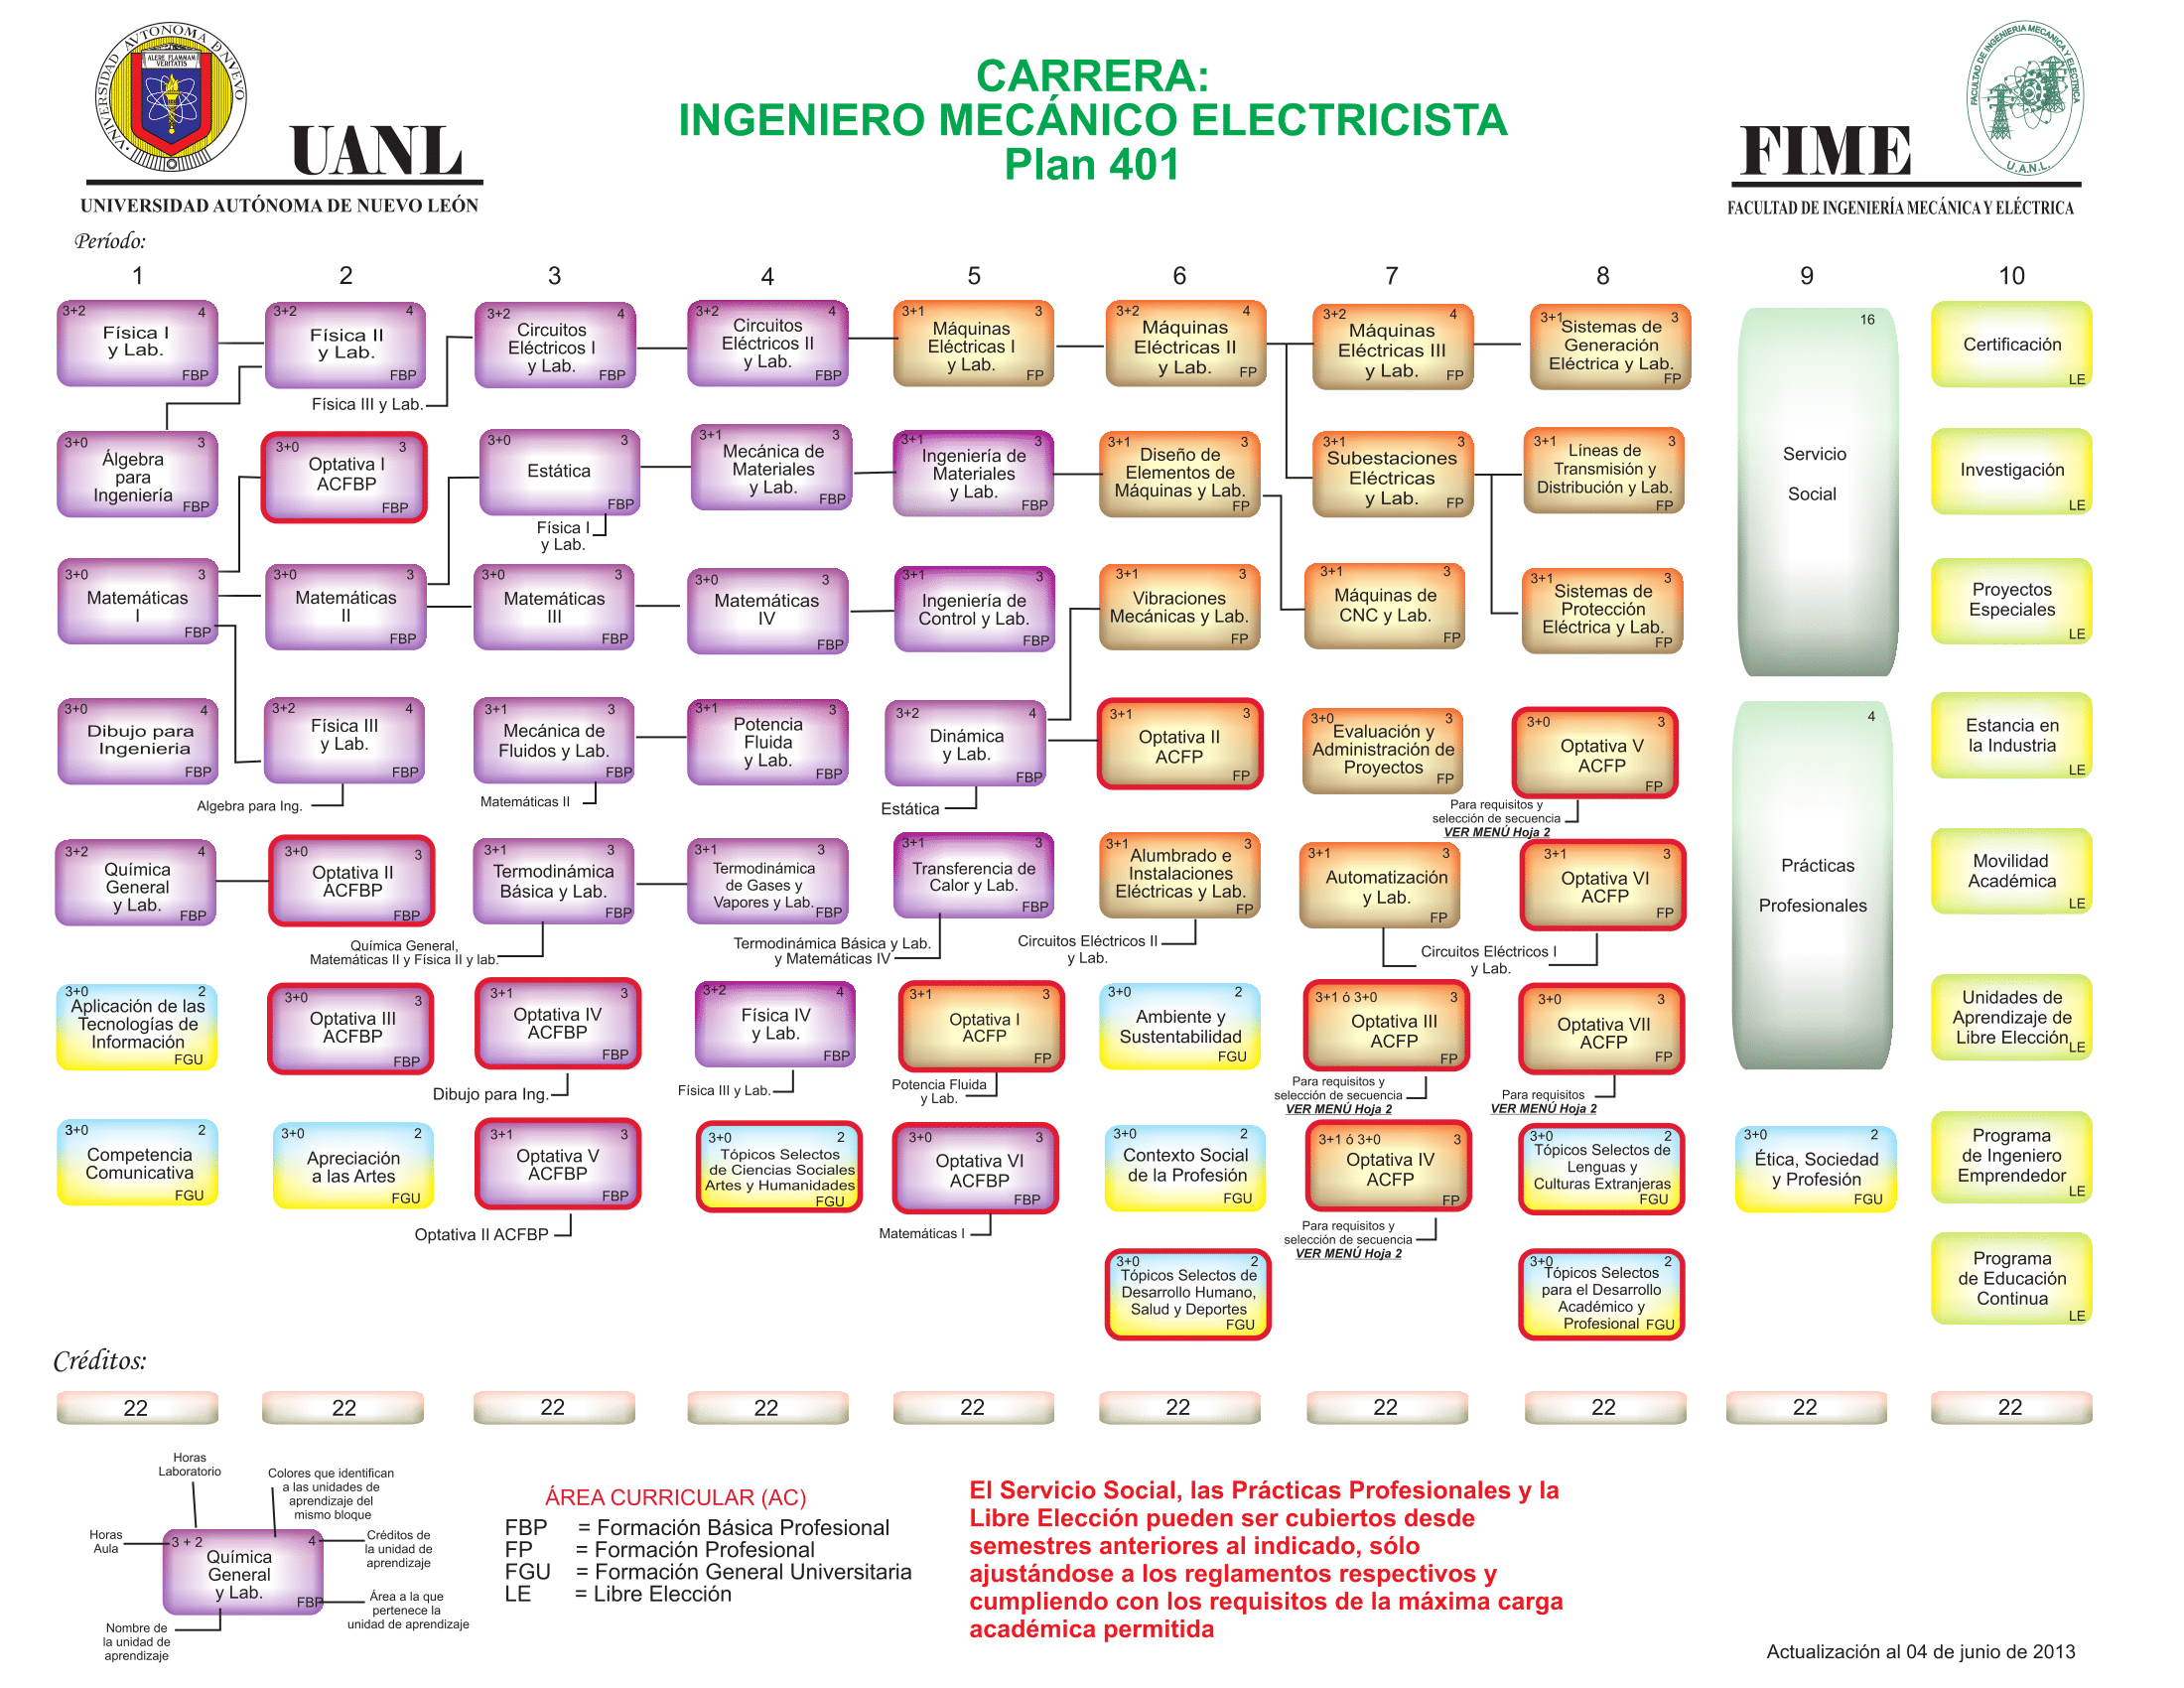 UNIVERSIDAD AUTONOMA D NUEVO
ALERE FLAMMAM
VERITATIS
UANL
UNIVERSIDAD AUTÓNOMA DE NUEVO LEÓN
CARRERA:
INGENIERO MECÁNICO ELECTRICISTA
Plan 401
FACULTAD DE INGENIERIA MECANICA Y ELECTRICA
U.A.N.L.
FIME
FACULTAD DE INGENIERÍA MECÁNICA Y ELÉCTRICA
Período:
1 2 3 4 5 6 7 8 9 10
3+2 4
Física I
y Lab.
FBP
3+2 4
Física II
y Lab.
FBP
Física III y Lab.
3+2 4
Circuitos
Eléctricos I
y Lab.
FBP
3+2 4
Circuitos
Eléctricos II
y Lab.
FBP
3+1 3
Máquinas
Eléctricas I
y Lab.
FP
3+2 4
Máquinas
Eléctricas II
y Lab.
FP
3+2 4
Máquinas
Eléctricas III
y Lab.
FP
3+1 3
Sistemas de
Generación
Eléctrica y Lab.
FP
16
Servicio
Social
Certificación
LE
3+0 3
Álgebra
para
Ingeniería
FBP
3+0 3
Optativa I
ACFBP
FBP
3+0 3
Estática
FBP
Física I
y Lab.
3+1 3
Mecánica de
Materiales
y Lab.
FBP
3+1 3
Ingeniería de
Materiales
y Lab.
FBP
3+1 3
Diseño de
Elementos de
Máquinas y Lab.
FP
3+1 3
Subestaciones
Eléctricas
y Lab.
FP
3+1 3
Líneas de
Transmisión y
Distribución y Lab.
FP
Investigación
LE
3+0 3
Matemáticas
I
FBP
3+0 3
Matemáticas
II
FBP
3+0 3
Matemáticas
III
FBP
3+0 3
Matemáticas
IV
FBP
3+1 3
Ingeniería de
Control y Lab.
FBP
3+1 3
Vibraciones
Mecánicas y Lab.
FP
3+1 3
Máquinas de
CNC y Lab.
FP
3+1 3
Sistemas de
Protección
Eléctrica y Lab.
FP
Proyectos
Especiales
LE
3+0 4
Dibujo para
Ingenieria
FBP
3+2 4
Física III
y Lab.
FBP
Algebra para Ing.
3+1 3
Mecánica de
Fluidos y Lab.
FBP
Matemáticas II
3+1 3
Potencia
Fluida
y Lab.
FBP
3+2 4
Dinámica
y Lab.
FBP
Estática
3+1 3
Optativa II
ACFP
FP
3+0 3
Evaluación y
Administración de
Proyectos
FP
3+0 3
Optativa V
ACFP
FP
Para requisitos y
selección de secuencia
VER MENÚ Hoja 2
4
Prácticas
Profesionales
Estancia en
la Industria
LE
3+2 4
Química
General
y Lab.
FBP
3+0 3
Optativa II
ACFBP
FBP
3+1 3
Termodinámica
Básica y Lab.
FBP
Química General,
Matemáticas II y Física II y lab.
3+1 3
Termodinámica
de Gases y
Vapores y Lab.
FBP
3+1 3
Transferencia de
Calor y Lab.
FBP
Termodinámica Básica y Lab.
y Matemáticas IV
3+1 3
Alumbrado e
Instalaciones
Eléctricas y Lab.
FP
Circuitos Eléctricos II
y Lab.
3+1 3
Automatización
y Lab.
FP
3+1 3
Optativa VI
ACFP
FP
Circuitos Eléctricos I
y Lab.
Movilidad
Académica
LE
3+0 2
Aplicación de las
Tecnologías de
Información
FGU
3+0 3
Optativa III
ACFBP
FBP
3+1 3
Optativa IV
ACFBP
FBP
Dibujo para Ing.
3+2 4
Física IV
y Lab.
FBP
Física III y Lab.
3+1 3
Optativa I
ACFP
FP
Potencia Fluida
y Lab.
3+0 2
Ambiente y
Sustentabilidad
FGU
3+1 ó 3+0 3
Optativa III
ACFP
FP
Para requisitos y
selección de secuencia
VER MENÚ Hoja 2
3+0 3
Optativa VII
ACFP
FP
Para requisitos
VER MENÚ Hoja 2
Unidades de
Aprendizaje de
Libre Elección
LE
3+0 2
Competencia
Comunicativa
FGU
3+0 2
Apreciación
a las Artes
FGU
3+1 3
Optativa V
ACFBP
FBP
Optativa II ACFBP
3+0 2
Tópicos Selectos
de Ciencias Sociales
Artes y Humanidades
FGU
3+0 3
Optativa VI
ACFBP
FBP
Matemáticas I
3+0 2
Contexto Social
de la Profesión
FGU
3+1 ó 3+0 3
Optativa IV
ACFP
FP
Para requisitos y
selección de secuencia
VER MENÚ Hoja 2
3+0 2
Tópicos Selectos de
Lenguas y
Culturas Extranjeras
FGU
3+0 2
Ética, Sociedad
y Profesión
FGU
Programa
de Ingeniero
Emprendedor
LE
3+0 2
Tópicos Selectos de
Desarrollo Humano,
Salud y Deportes
FGU
3+0 2
Tópicos Selectos
para el Desarrollo
Académico y
Profesional FGU
Programa
de Educación
Continua
LE
Créditos:
22 22 22 22 22 22 22 22 22 22
Horas
Laboratorio
Colores que identifican
a las unidades de
aprendizaje del
mismo bloque
Horas
Aula
3 + 2 4
Química
General
y Lab.
FBP
Créditos de
la unidad de
aprendizaje
Área a la que
pertenece la
unidad de aprendizaje
Nombre de
la unidad de
aprendizaje
ÁREA CURRICULAR (AC)
FBP = Formación Básica Profesional
FP = Formación Profesional
FGU = Formación General Universitaria
LE = Libre Elección
El Servicio Social, las Prácticas Profesionales y la
Libre Elección pueden ser cubiertos desde
semestres anteriores al indicado, sólo
ajustándose a los reglamentos respectivos y
cumpliendo con los requisitos de la máxima carga
académica permitida
Actualización al 04 de junio de 2013